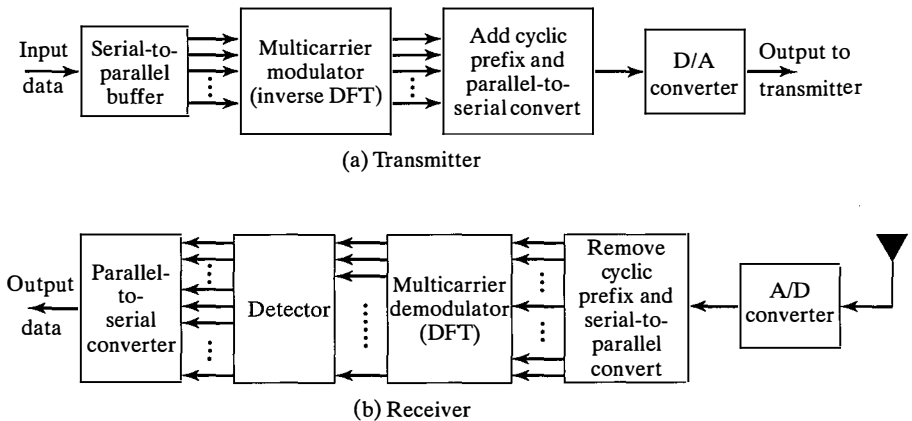 Input
data
Serial-to-
parallel
buffer
Multicarrier
modulator
(inverse DFT)
Add cyclic
prefix and
parallel-to-
serial convert
D/A
converter
Output to
transmitter
(a) Transmitter
Output
data
Parallel-
to-
serial
converter
Detector
Multicarrier
demodulator
(DFT)
Remove
cyclic
prefix and
serial-to-
parallel
convert
A/D
converter
(b) Receiver